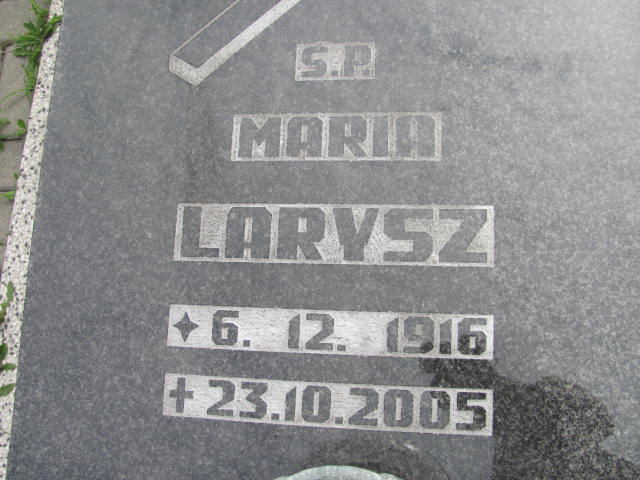 Ś.P.
MARIA
LARYSZ
✦ 6. 12. 1916
✝ 23.10.2005